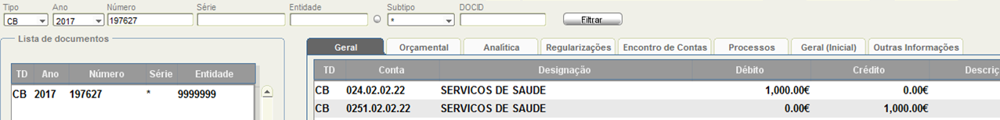 Tipo Ano Número Série Entidade Subtipo DOCID
CB 2017 197627 * Filtrar
Lista de documentos
TD Ano Número Série Entidade
CB 2017 197627 * 9999999
Geral Orçamental Analítica Regularizações Encontro de Contas Processos Geral (Inicial) Outras Informações
TD Conta Designação Débito Crédito
CB 024.02.02.22 SERVICOS DE SAUDE 1,000.00€ 0.00€
CB 0251.02.02.22 SERVICOS DE SAUDE 0.00€ 1,000.00€